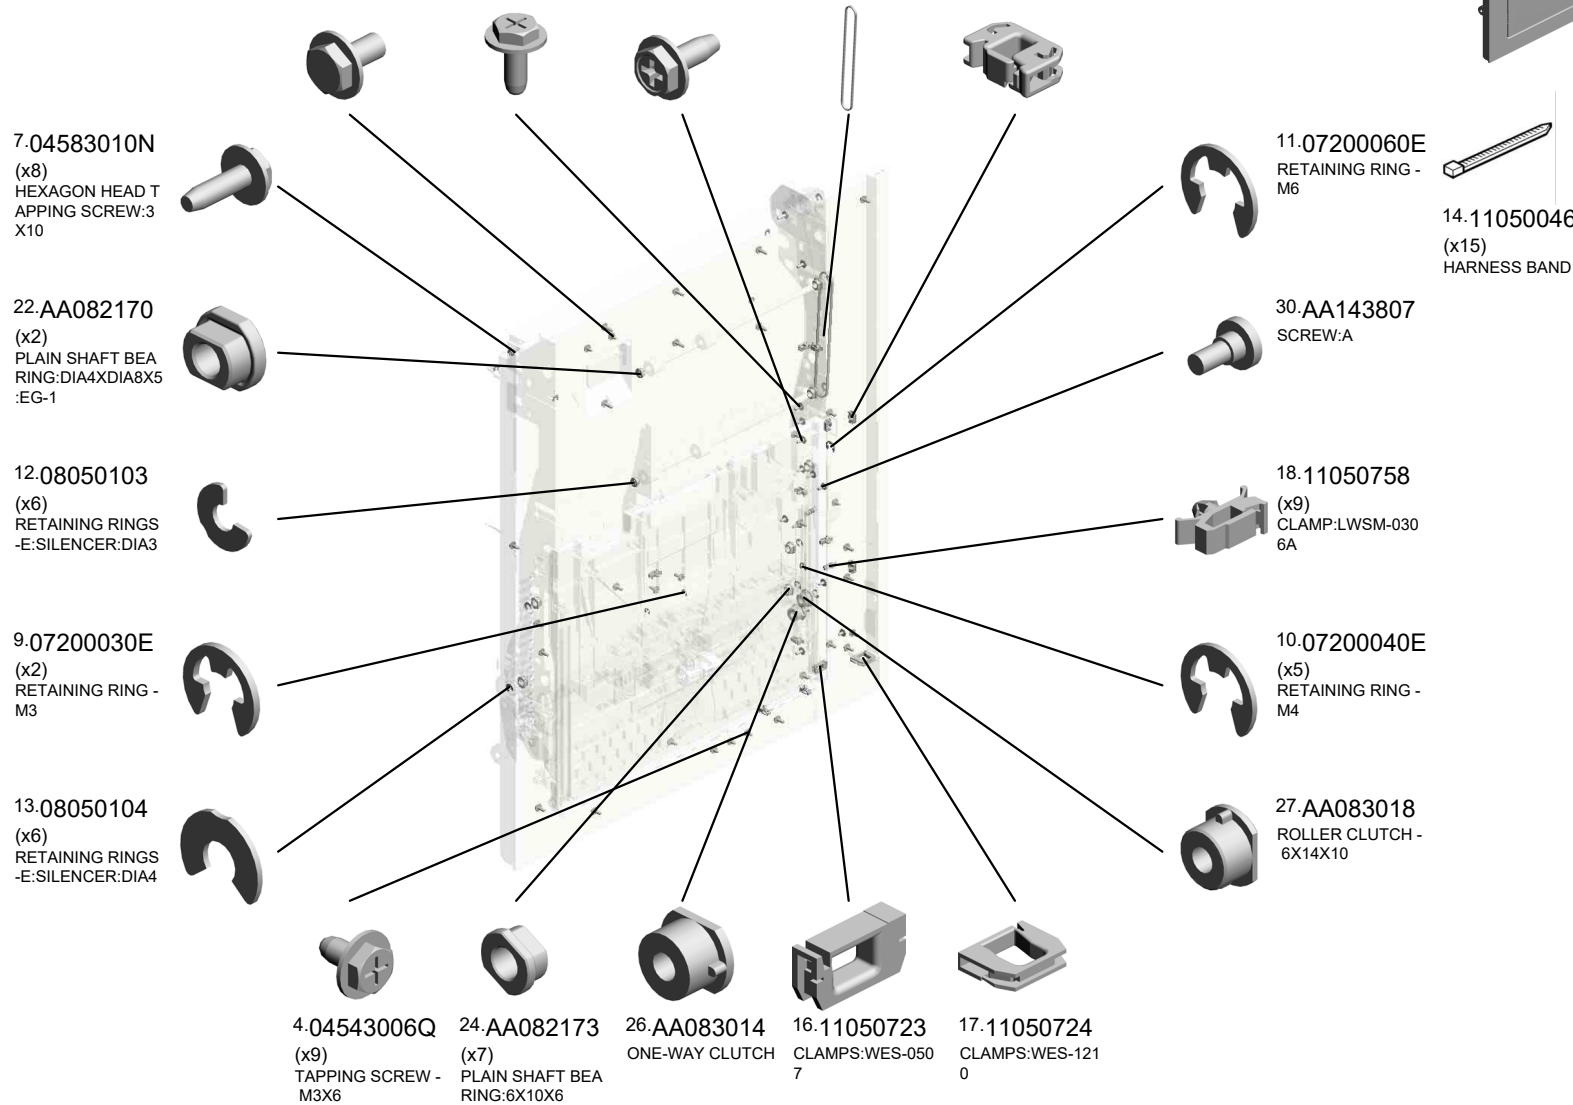 7.04583010N
(x8)
HEXAGON HEAD T
APPING SCREW:3
X10
22.AA082170
(x2)
PLAIN SHAFT BEA
RING:DIA4XDIA8X5
:EG-1
12.08050103
(x6)
RETAINING RINGS
-E:SILENCER:DIA3
9.07200030E
(x2)
RETAINING RING -
M3
13.08050104
(x6)
RETAINING RINGS
-E:SILENCER:DIA4
4.04543006Q
(x9)
TAPPING SCREW -
M3X6
24.AA082173
(x7)
PLAIN SHAFT BEA
RING:6X10X6
26.AA083014
ONE-WAY CLUTCH
16.11050723
CLAMPS:WES-050
7
17.11050724
CLAMPS:WES-121
0
11.07200060E
RETAINING RING -
M6
30.AA143807
SCREW:A
18.11050758
(x9)
CLAMP:LWSM-030
6A
10.07200040E
(x5)
RETAINING RING -
M4
27.AA083018
ROLLER CLUTCH -
6X14X10
14.11050046
(x15)
HARNESS BAND